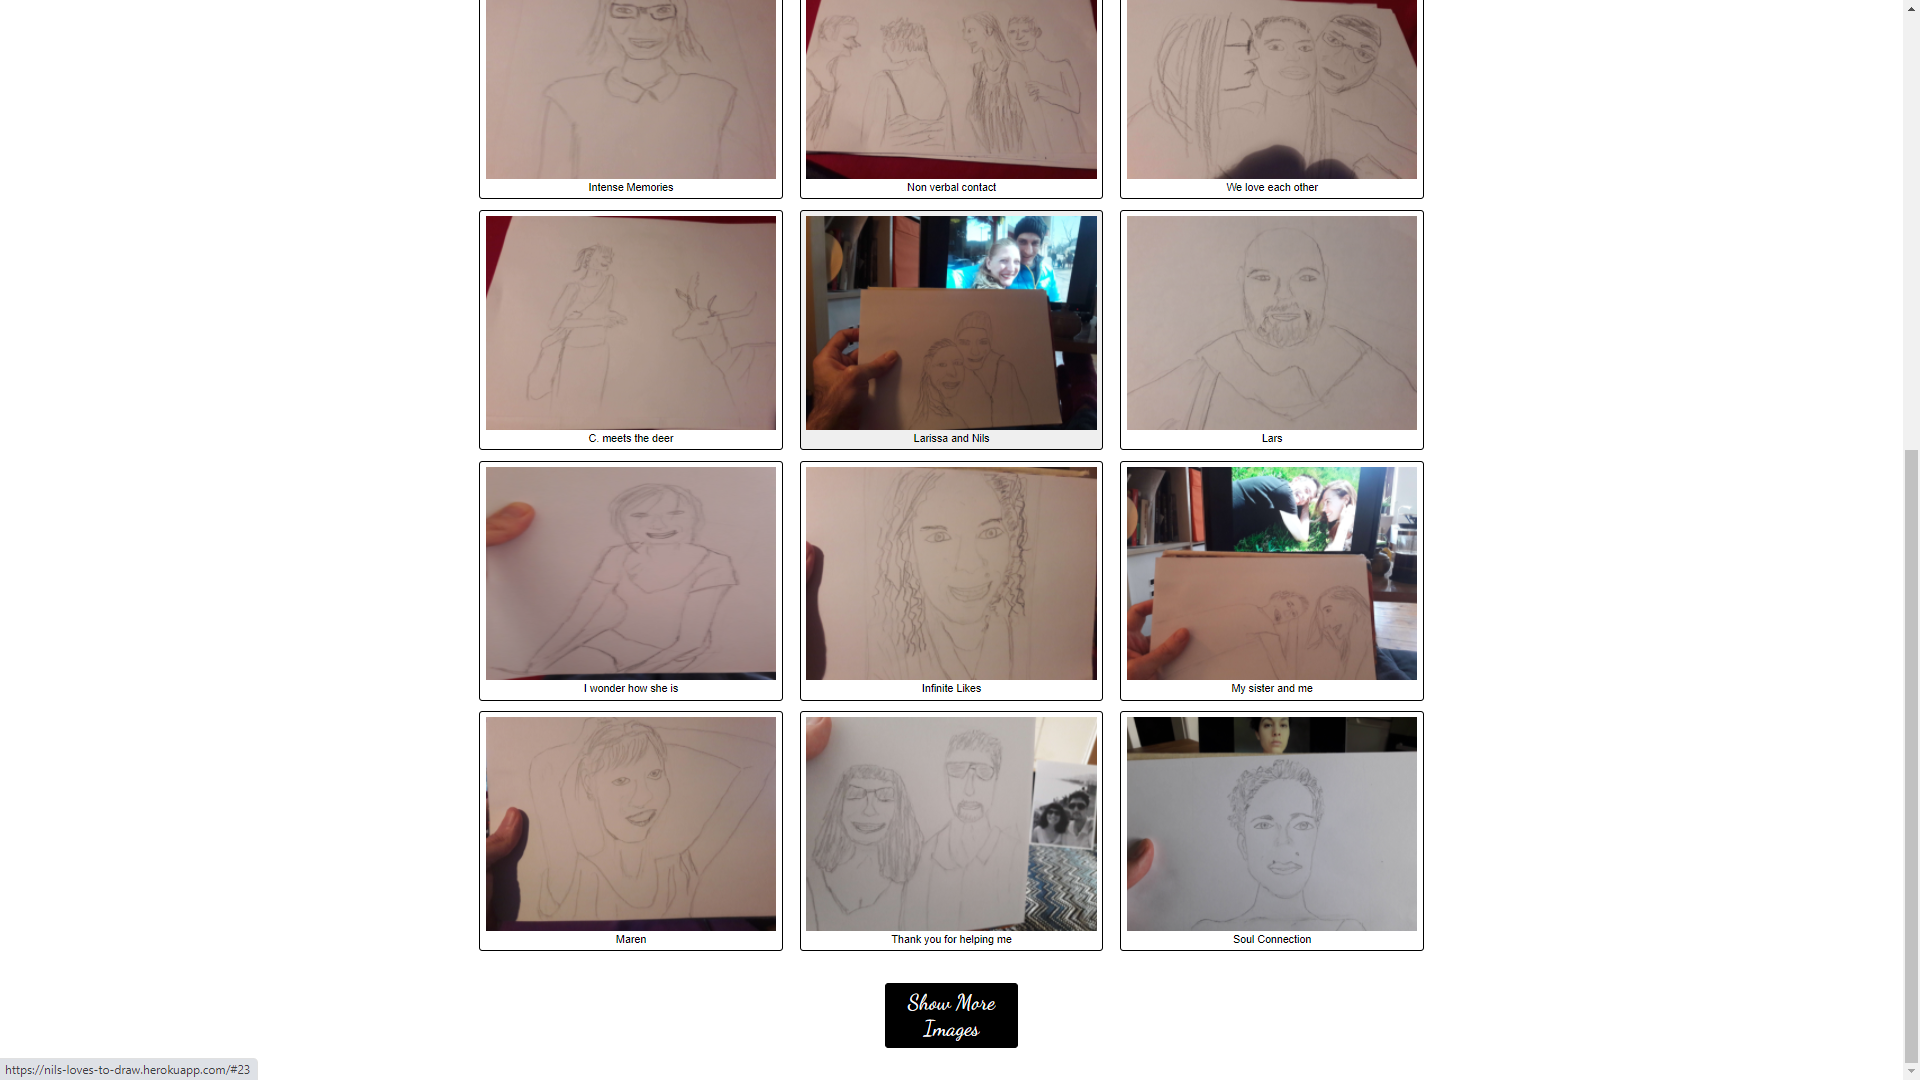 Intense Memories
Non verbal contact
We love each other
C. meets the deer
Larissa and Nils
Lars
I wonder how she is
Infinite Likes
My sister and me
Maren
Thank you for helping me
Soul Connection
Show More
Images
https://nils-loves-to-draw.herokuapp.com/#23